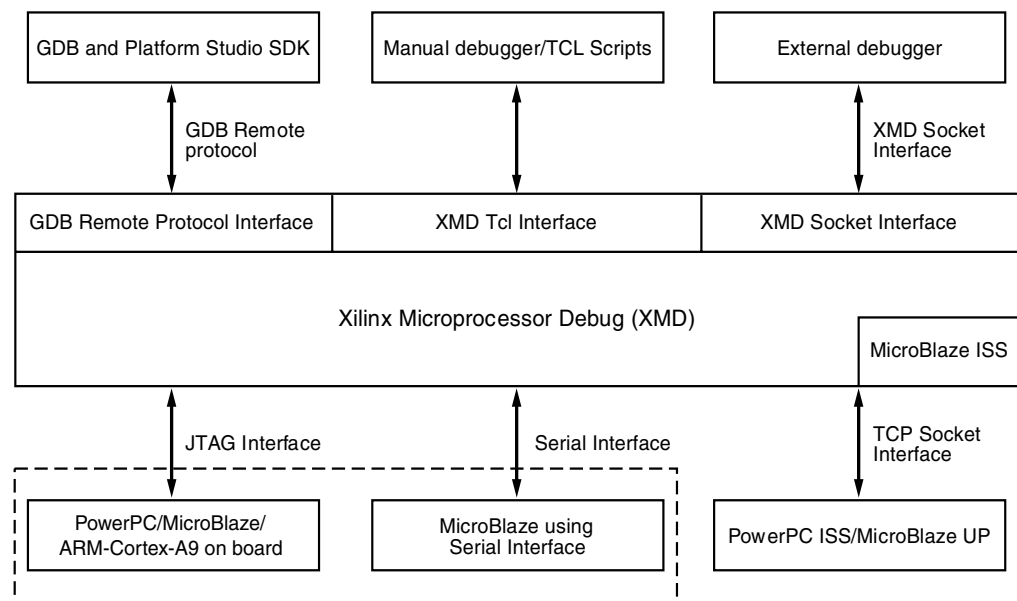 GDB and Platform Studio SDK
Manual debugger/TCL Scripts
External debugger
GDB Remote
protocol
XMD Socket
Interface
GDB Remote Protocol Interface
XMD Tcl Interface
XMD Socket Interface
Xilinx Microprocessor Debug (XMD)
MicroBlaze ISS
JTAG Interface
Serial Interface
TCP Socket
Interface
PowerPC/MicroBlaze/
ARM-Cortex-A9 on board
MicroBlaze using
Serial Interface
PowerPC ISS/MicroBlaze UP